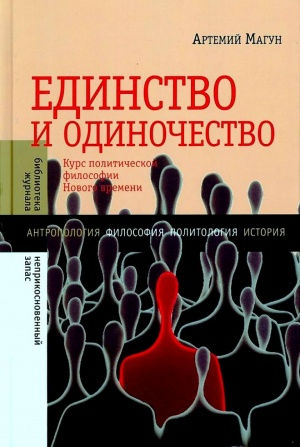 Артемий Магун
ЕДИНСТВО
И ОДИНОЧЕСТВО
Курс политической
философии
Нового времени
библиотека
журнала
АНТРОПОЛОГИЯ ФИЛОСОФИЯ ПОЛИТОЛОГИЯ ИСТОРИЯ
неприкосновенный
запас